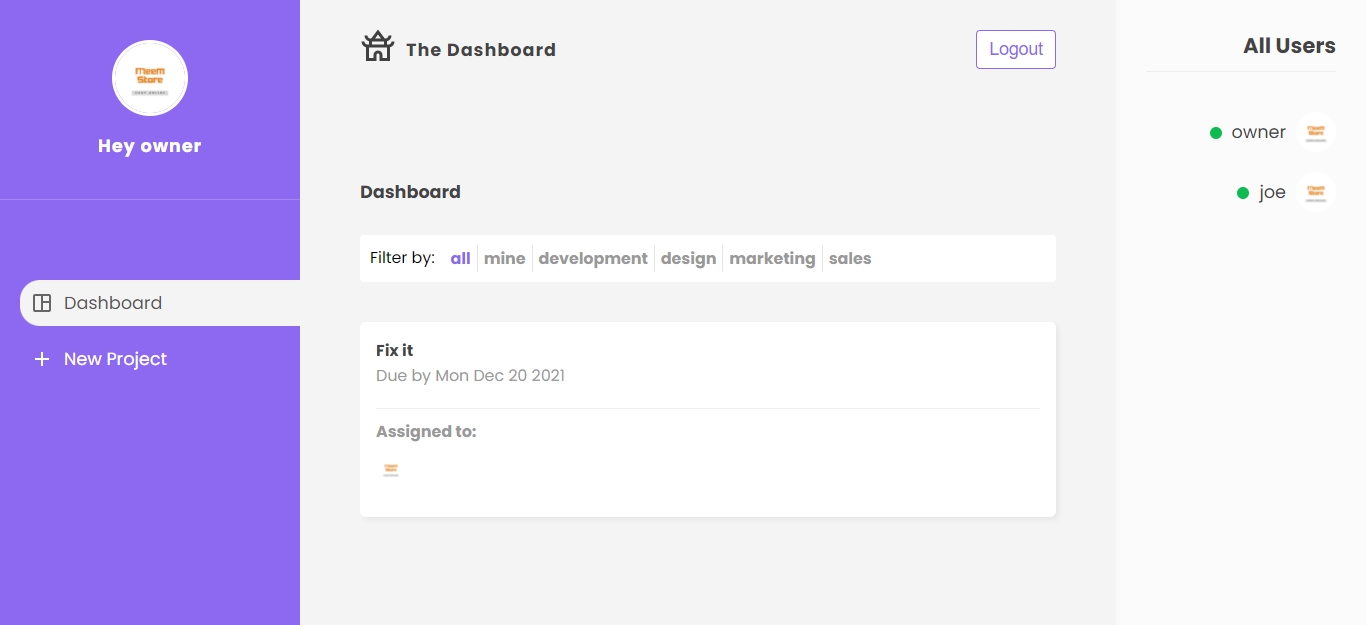 Meem
Store
Hey owner
Dashboard
New Project
The Dashboard
Logout
Dashboard
Filter by: all mine development design marketing sales
Fix it
Due by Mon Dec 20 2021
Assigned to:
All Users
owner
joe